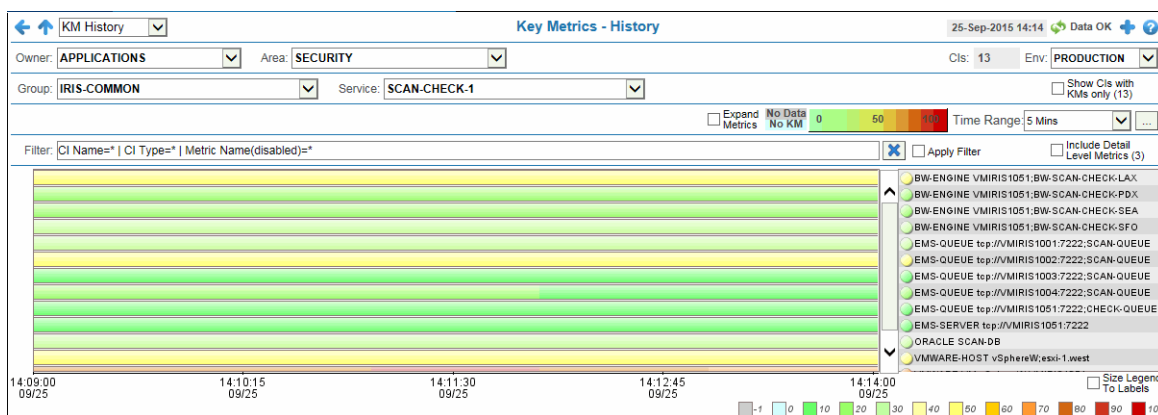 KM History Key Metrics - History 25-Sep-2015 14:14 Data OK
Owner: APPLICATIONS Area: SECURITY CIs: 13 Env: PRODUCTION
Group: IRIS-COMMON Service: SCAN-CHECK-1 Show CIs with KMs only (13)
Expand Metrics No Data No KM 0 50 100 Time Range: 5 Mins ...
Filter: CI Name=* | CI Type=* | Metric Name(disabled)=* Apply Filter Include Detail Level Metrics (3)
BW-ENGINE VMIRIS1051;BW-SCAN-CHECK-LAX
BW-ENGINE VMIRIS1051;BW-SCAN-CHECK-PDX
BW-ENGINE VMIRIS1051;BW-SCAN-CHECK-SEA
BW-ENGINE VMIRIS1051;BW-SCAN-CHECK-SFO
EMS-QUEUE tcp://VMIRIS1001:7222;SCAN-QUEUE
EMS-QUEUE tcp://VMIRIS1002:7222;SCAN-QUEUE
EMS-QUEUE tcp://VMIRIS1003:7222;SCAN-QUEUE
EMS-QUEUE tcp://VMIRIS1004:7222;SCAN-QUEUE
EMS-QUEUE tcp://VMIRIS1051:7222;CHECK-QUEUE
EMS-SERVER tcp://VMIRIS1051:7222
ORACLE SCAN-DB
VMWARE-HOST vSphereW;esxi-1.west
14:09:00 14:10:15 14:11:30 14:12:45 14:14:00
09/25 09/25 09/25 09/25 09/25
Size Legend To Labels
-1 0 10 20 30 40 50 60 70 80 90 10